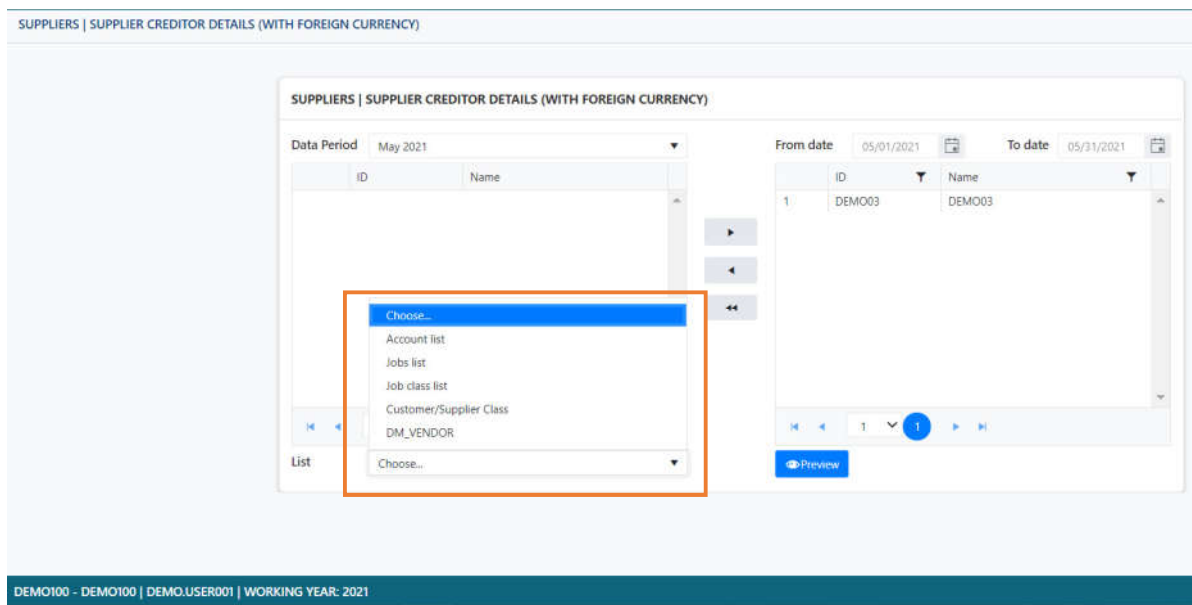 SUPPLIERS | SUPPLIER CREDITOR DETAILS (WITH FOREIGN CURRENCY)
SUPPLIERS | SUPPLIER CREDITOR DETAILS (WITH FOREIGN CURRENCY)
Data Period May 2021 From date 05/01/2021 To date 05/31/2021
ID Name ID Name
1 DEMO03 DEMO03
Choose...
Account list
Jobs list
Job class list
Customer/Supplier Class
DM_VENDOR
1 1
List Choose... Preview
DEMO100 - DEMO100 | DEMO.USER001 | WORKING YEAR: 2021